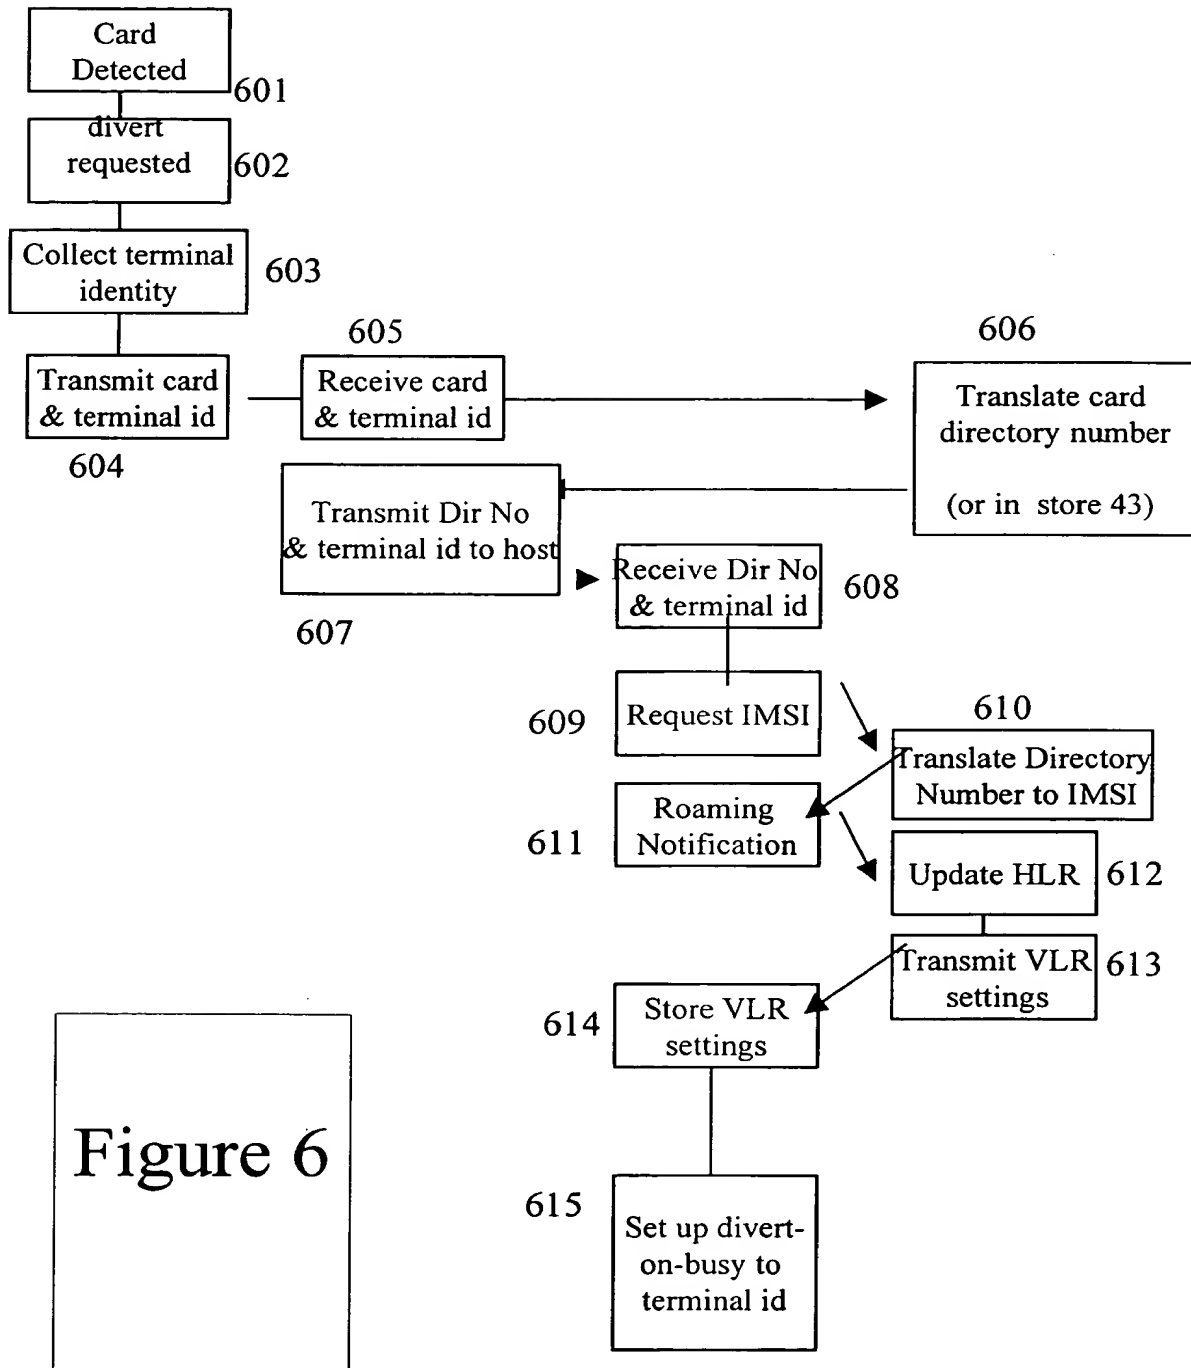 Card
Detected
601
divert
requested
602
Collect terminal
identity
603
Transmit card
& terminal id
604
605
Receive card
& terminal id
606
Translate card
directory number
(or in store 43)
Transmit Dir No
& terminal id to host
607
Receive Dir No
& terminal id
608
609
Request IMSI
610
Translate Directory
Number to IMSI
611
Roaming
Notification
Update HLR
612
Transmit VLR
settings
613
614
Store VLR
settings
615
Set up divert-
on-busy to
terminal id
Figure 6